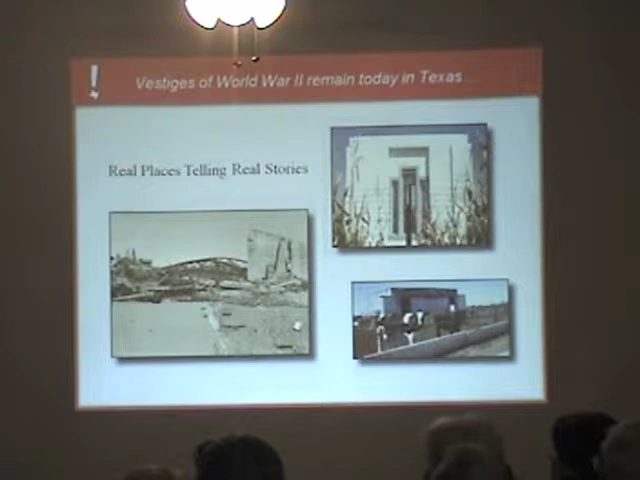 ! Vestiges of World War II remain today in Texas...
Real Places Telling Real Stories